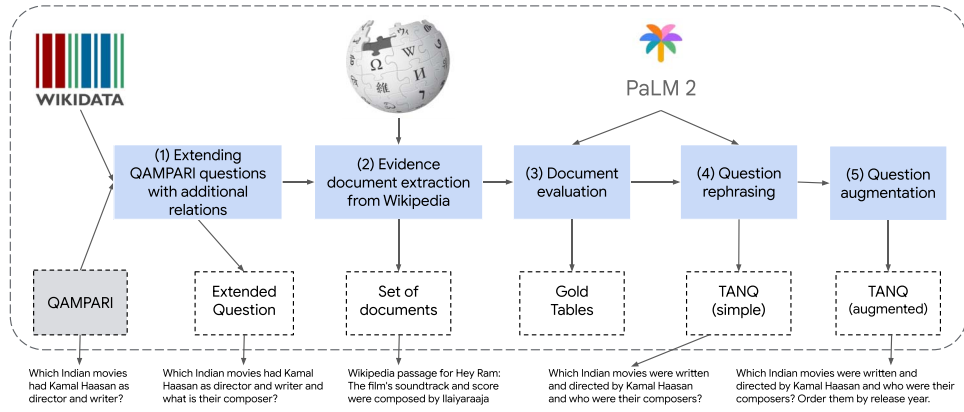 WIKIDATA
Ω
W
И
維
PaLM 2
(1) Extending
QAMPARI questions
with additional
relations
(2) Evidence
document extraction
from Wikipedia
(3) Document
evaluation
(4) Question
rephrasing
(5) Question
augmentation
QAMPARI
Extended
Question
Set of
documents
Gold
Tables
TANQ
(simple)
TANQ
(augmented)
Which Indian movies
had Kamal Haasan as
director and writer?
Which Indian movies had Kamal
Haasan as director and writer and
what is their composer?
Wikipedia passage for Hey Ram:
The film's soundtrack and score
were composed by Ilaiyaraaja
Which Indian movies were written
and directed by Kamal Haasan
and who were their composers?
Which Indian movies were written and
directed by Kamal Haasan and who were their
composers? Order them by release year.